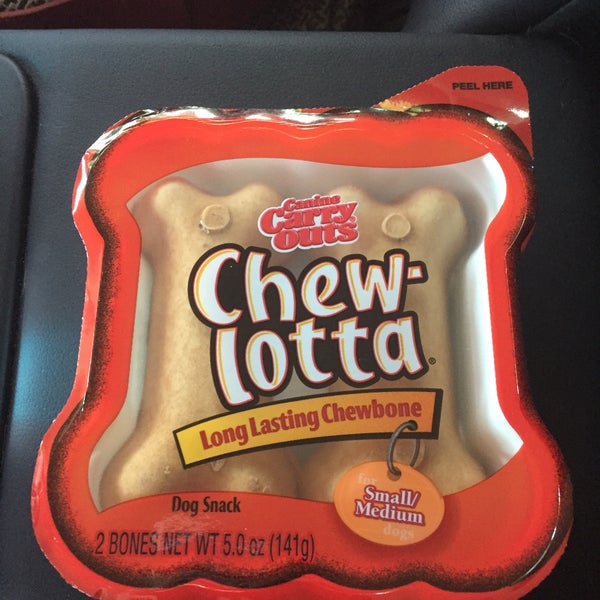 PEEL HERE
Canine
Carry
Outs
Chew-
lotta®
Long Lasting Chewbone
for
Small/
Medium
dogs
Dog Snack
2 BONES NET WT 5.0 oz (141g)